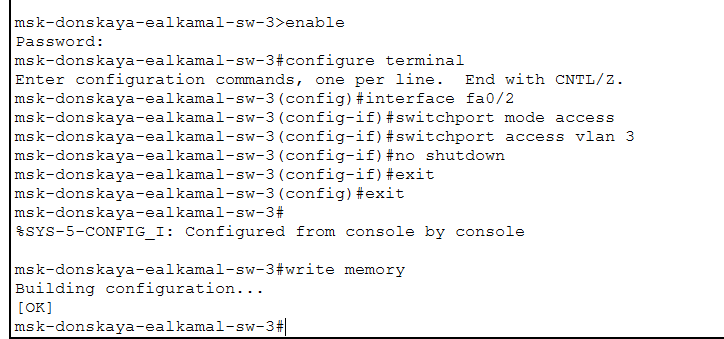 msk-donskaya-ealkamal-sw-3>enable
Password:
msk-donskaya-ealkamal-sw-3#configure terminal
Enter configuration commands, one per line.  End with CNTL/Z.
msk-donskaya-ealkamal-sw-3(config)#interface fa0/2
msk-donskaya-ealkamal-sw-3(config-if)#switchport mode access
msk-donskaya-ealkamal-sw-3(config-if)#switchport access vlan 3
msk-donskaya-ealkamal-sw-3(config-if)#no shutdown
msk-donskaya-ealkamal-sw-3(config-if)#exit
msk-donskaya-ealkamal-sw-3(config)#exit
msk-donskaya-ealkamal-sw-3#
%SYS-5-CONFIG_I: Configured from console by console
msk-donskaya-ealkamal-sw-3#write memory
Building configuration...
[OK]
msk-donskaya-ealkamal-sw-3#